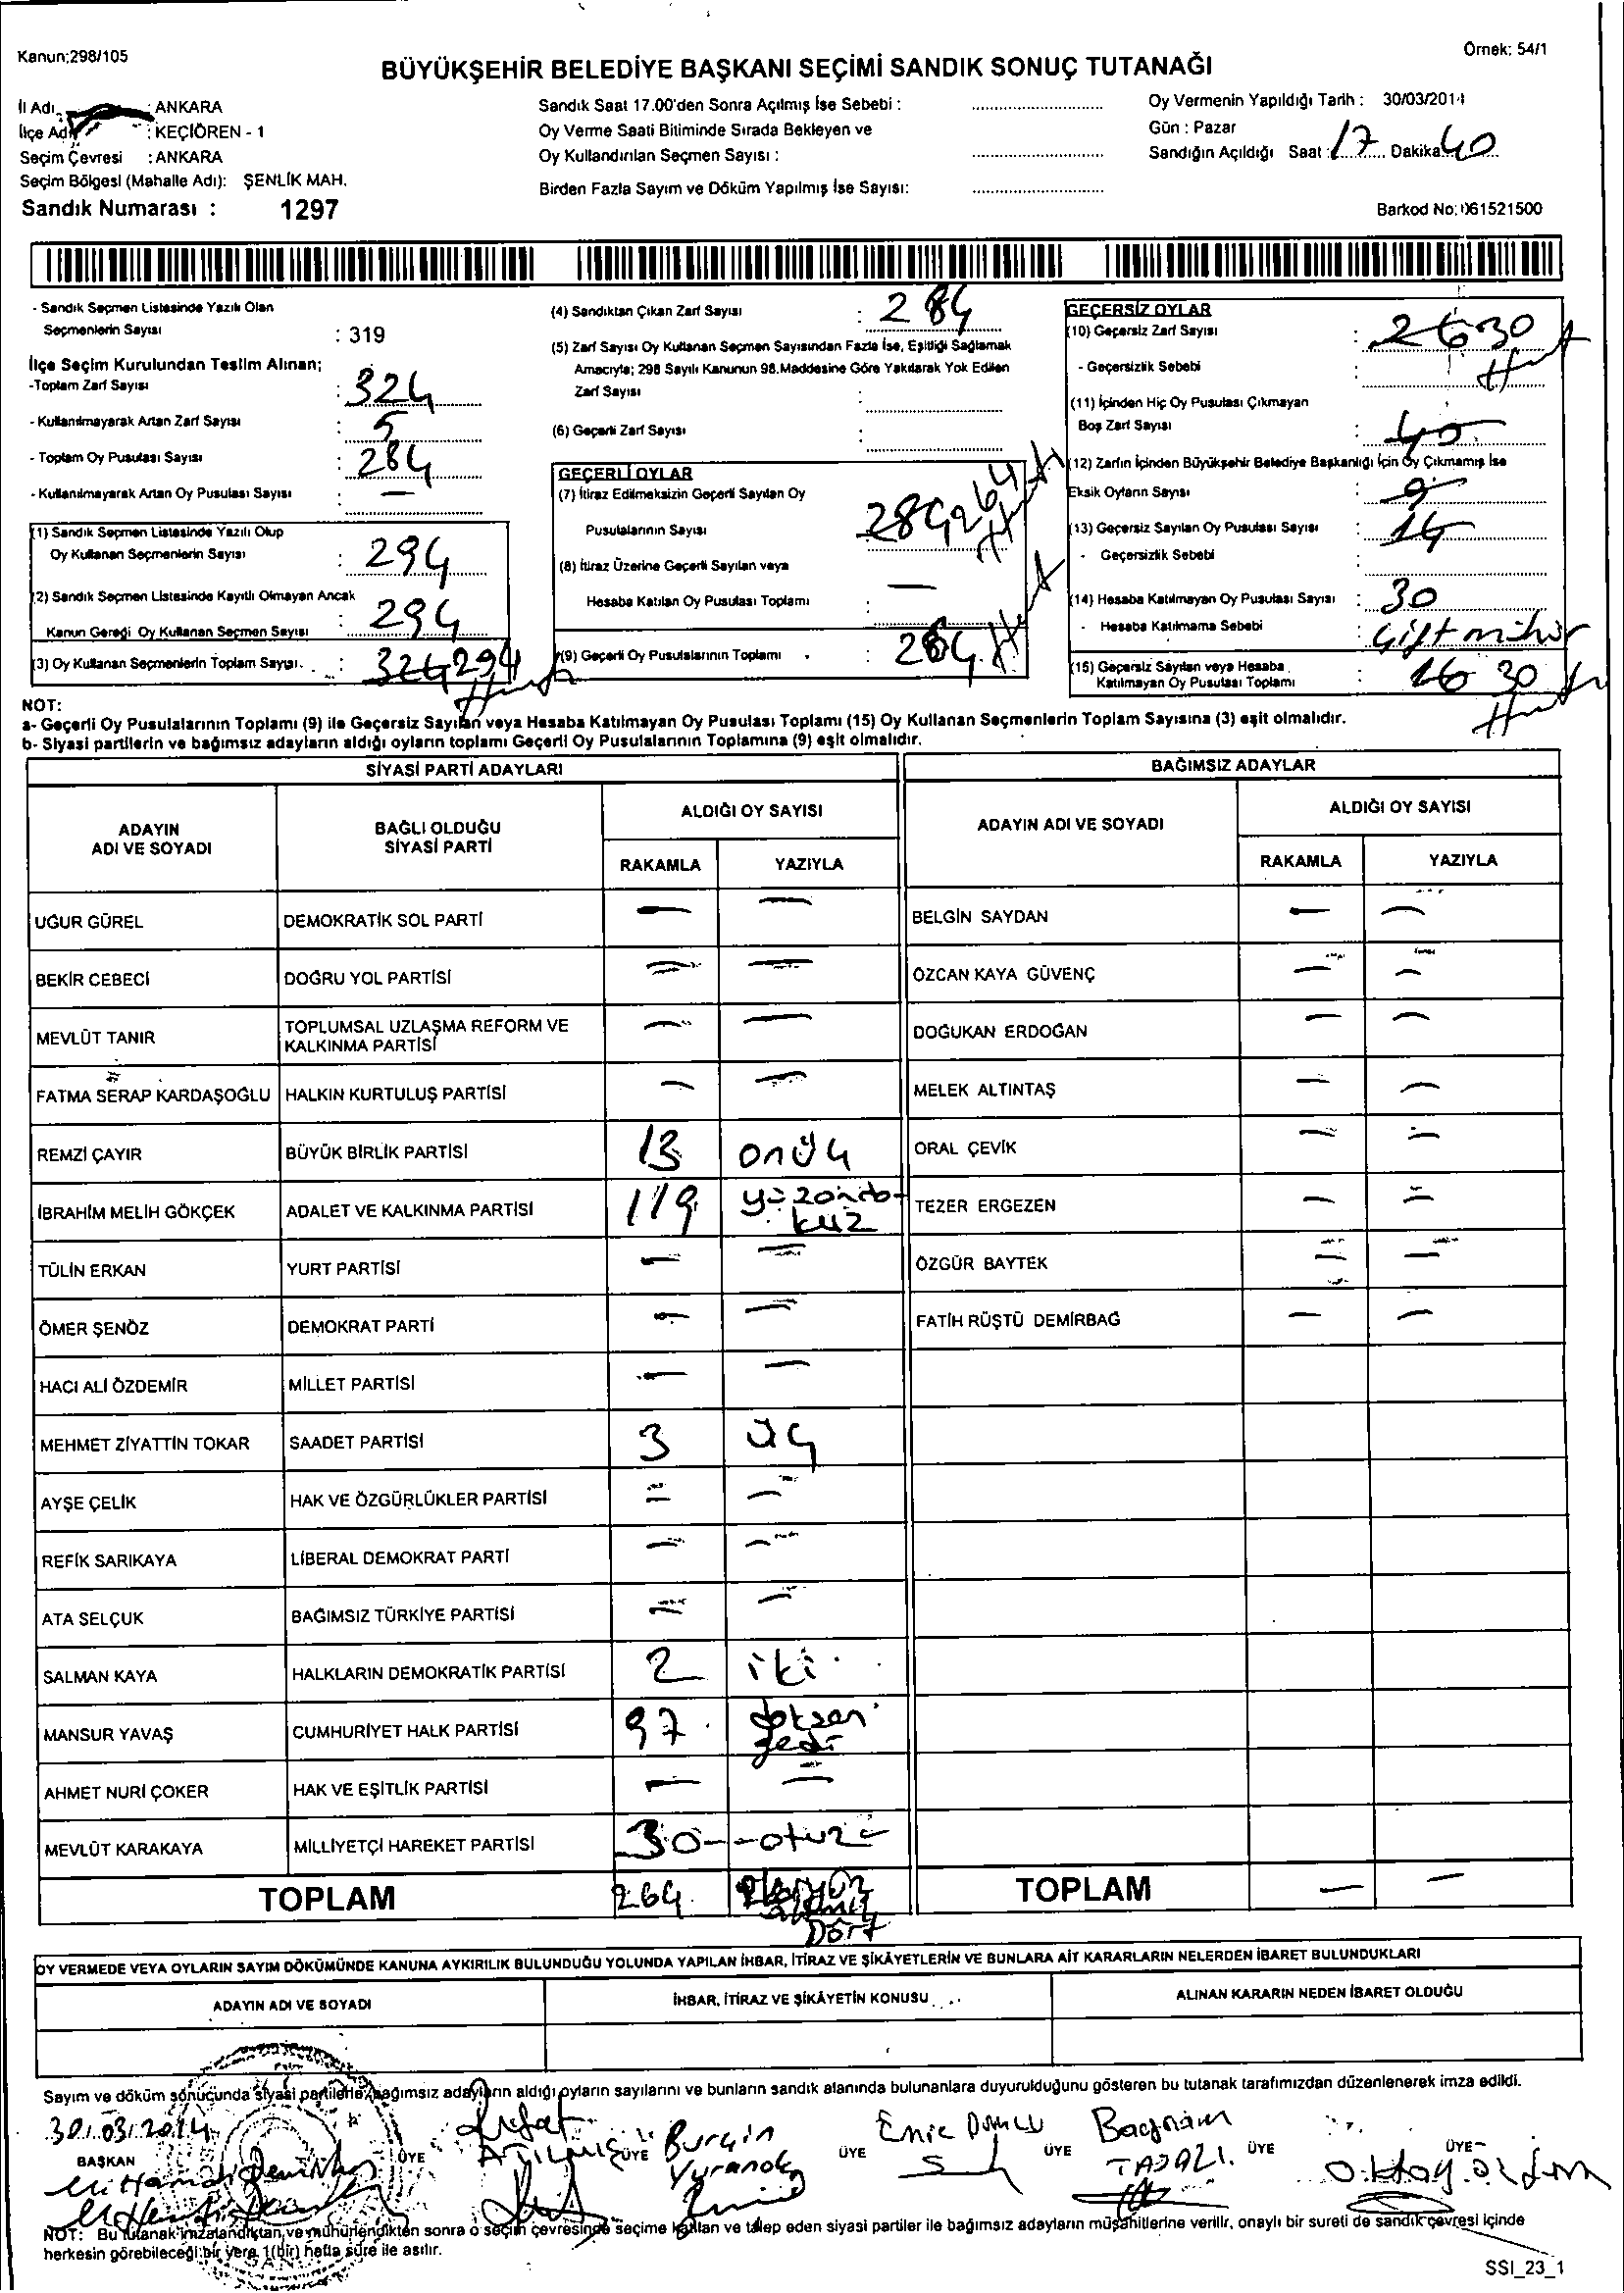 Kanun;298/105
Örnek: 54/1
BÜYÜKŞEHİR BELEDİYE BAŞKANI SEÇİMİ SANDIK SONUÇ TUTANAĞI
İl Adı : ANKARA
İlçe Adı : KEÇİÖREN - 1
Seçim Çevresi : ANKARA
Seçim Bölgesi (Mahalle Adı): ŞENLİK MAH.
Sandık Numarası : 1297
Sandık Saat 17.00'den Sonra Açılmış İse Sebebi :
Oy Verme Saati Bitiminde Sırada Bekleyen ve
Oy Kullandırılan Seçmen Sayısı :
Birden Fazla Sayım ve Döküm Yapılmış İse Sayısı:
Oy Vermenin Yapıldığı Tarih : 30/03/2014
Gün : Pazar
Sandığın Açıldığı Saat : 17 Dakika 40
Barkod No: 061521500
- Sandık Seçmen Listesinde Yazılı Olan
Seçmenlerin Sayısı : 319
İlçe Seçim Kurulundan Teslim Alınan;
-Toplam Zarf Sayısı : 324
- Kullanılmayarak Artan Zarf Sayısı : 5
- Toplam Oy Pusulası Sayısı : 284
- Kullanılmayarak Artan Oy Pusulası Sayısı : —
(1) Sandık Seçmen Listesinde Yazılı Olup
Oy Kullanan Seçmenlerin Sayısı : 294
(2) Sandık Seçmen Listesinde Kayıtlı Olmayan Ancak
Kanun Gereği Oy Kullanan Seçmen Sayısı : 294
(3) Oy Kullanan Seçmenlerin Toplam Sayısı : 324 294
(4) Sandıktan Çıkan Zarf Sayısı : 284
(5) Zarf Sayısı Oy Kullanan Seçmen Sayısından Fazla İse, Eşitliği Sağlamak
Amacıyla; 298 Sayılı Kanunun 98.Maddesine Göre Yakılarak Yok Edilen
Zarf Sayısı :
(6) Geçerli Zarf Sayısı :
GEÇERLİ OYLAR
(7) İtiraz Edilmeksizin Geçerli Sayılan Oy
Pusulalarının Sayısı : 284 264
(8) İtiraz Üzerine Geçerli Sayılan veya
Hesaba Katılan Oy Pusulası Toplamı : —
(9) Geçerli Oy Pusulalarının Toplamı : 264
GEÇERSİZ OYLAR
(10) Geçersiz Zarf Sayısı : 26 30
- Geçersizlik Sebebi
(11) İçinden Hiç Oy Pusulası Çıkmayan
Boş Zarf Sayısı : 40
(12) Zarfın İçinden Büyükşehir Belediye Başkanlığı İçin Oy Çıkmamış İse
Eksik Oyların Sayısı :
(13) Geçersiz Sayılan Oy Pusulası Sayısı : 14
- Geçersizlik Sebebi
(14) Hesaba Katılmayan Oy Pusulası Sayısı : 30
- Hesaba Katılmama Sebebi : Çift mühür
(15) Geçersiz Sayılan veya Hesaba
Katılmayan Oy Pusulası Toplamı : 16 30
NOT:
a- Geçerli Oy Pusulalarının Toplamı (9) ile Geçersiz Sayılan veya Hesaba Katılmayan Oy Pusulası Toplamı (15) Oy Kullanan Seçmenlerin Toplam Sayısına (3) eşit olmalıdır.
b- Siyasi partilerin ve bağımsız adayların aldığı oyların toplamı Geçerli Oy Pusulalarının Toplamına (9) eşit olmalıdır.
SİYASİ PARTİ ADAYLARI
BAĞIMSIZ ADAYLAR
ADAYIN ADI VE SOYADI
BAĞLI OLDUĞU SİYASİ PARTİ
ALDIĞI OY SAYISI
RAKAMLA YAZIYLA
ADAYIN ADI VE SOYADI
ALDIĞI OY SAYISI
RAKAMLA YAZIYLA
UĞUR GÜREL DEMOKRATİK SOL PARTİ — — BELGİN SAYDAN — —
BEKİR CEBECİ DOĞRU YOL PARTİSİ — — ÖZCAN KAYA GÜVENÇ — —
MEVLÜT TANIR TOPLUMSAL UZLAŞMA REFORM VE KALKINMA PARTİSİ — — DOĞUKAN ERDOĞAN — —
FATMA SERAP KARDAŞOĞLU HALKIN KURTULUŞ PARTİSİ — — MELEK ALTINTAŞ — —
REMZİ ÇAYIR BÜYÜK BİRLİK PARTİSİ 13 onüç ORAL ÇEVİK — —
İBRAHİM MELİH GÖKÇEK ADALET VE KALKINMA PARTİSİ 119 yüzondokuz TEZER ERGEZEN — —
TÜLİN ERKAN YURT PARTİSİ — — ÖZGÜR BAYTEK — —
ÖMER ŞENÖZ DEMOKRAT PARTİ — — FATİH RÜŞTÜ DEMİRBAĞ — —
HACI ALİ ÖZDEMİR MİLLET PARTİSİ — —
MEHMET ZİYATTİN TOKAR SAADET PARTİSİ 3 üç
AYŞE ÇELİK HAK VE ÖZGÜRLÜKLER PARTİSİ — —
REFİK SARIKAYA LİBERAL DEMOKRAT PARTİ — —
ATA SELÇUK BAĞIMSIZ TÜRKİYE PARTİSİ — —
SALMAN KAYA HALKLARIN DEMOKRATİK PARTİSİ 2 iki
MANSUR YAVAŞ CUMHURİYET HALK PARTİSİ 97 doksan yedi
AHMET NURİ ÇOKER HAK VE EŞİTLİK PARTİSİ — —
MEVLÜT KARAKAYA MİLLİYETÇİ HAREKET PARTİSİ 30 otuz
TOPLAM 264 Dört TOPLAM — —
OY VERMEDE VEYA OYLARIN SAYIM DÖKÜMÜNDE KANUNA AYKIRILIK BULUNDUĞU YOLUNDA YAPILAN İHBAR, İTİRAZ VE ŞİKÂYETLERİN VE BUNLARA AİT KARARLARIN NELERDEN İBARET BULUNDUKLARI
ADAYIN ADI VE SOYADI İHBAR, İTİRAZ VE ŞİKÂYETİN KONUSU ALINAN KARARIN NEDEN İBARET OLDUĞU
Sayım ve döküm sonucunda siyasi partilerle bağımsız adayların aldığı oyların sayılarını ve bunların sandık alanında bulunanlara duyurulduğunu gösteren bu tutanak tarafımızdan düzenlenerek imza edildi.
30.03.2014
BAŞKAN ÜYE ÜYE ÜYE ÜYE ÜYE ÜYE
Burçin
Oktay
NOT: Bu tutanak imzalandıktan ve mühürlendikten sonra o seçim çevresinde seçime katılan ve talep eden siyasi partiler ile bağımsız adayların müşahitlerine verilir, onaylı bir sureti de sandık çevresi içinde
herkesin görebileceği bir yere 1(bir) hafta süre ile asılır.
SSI_23_1